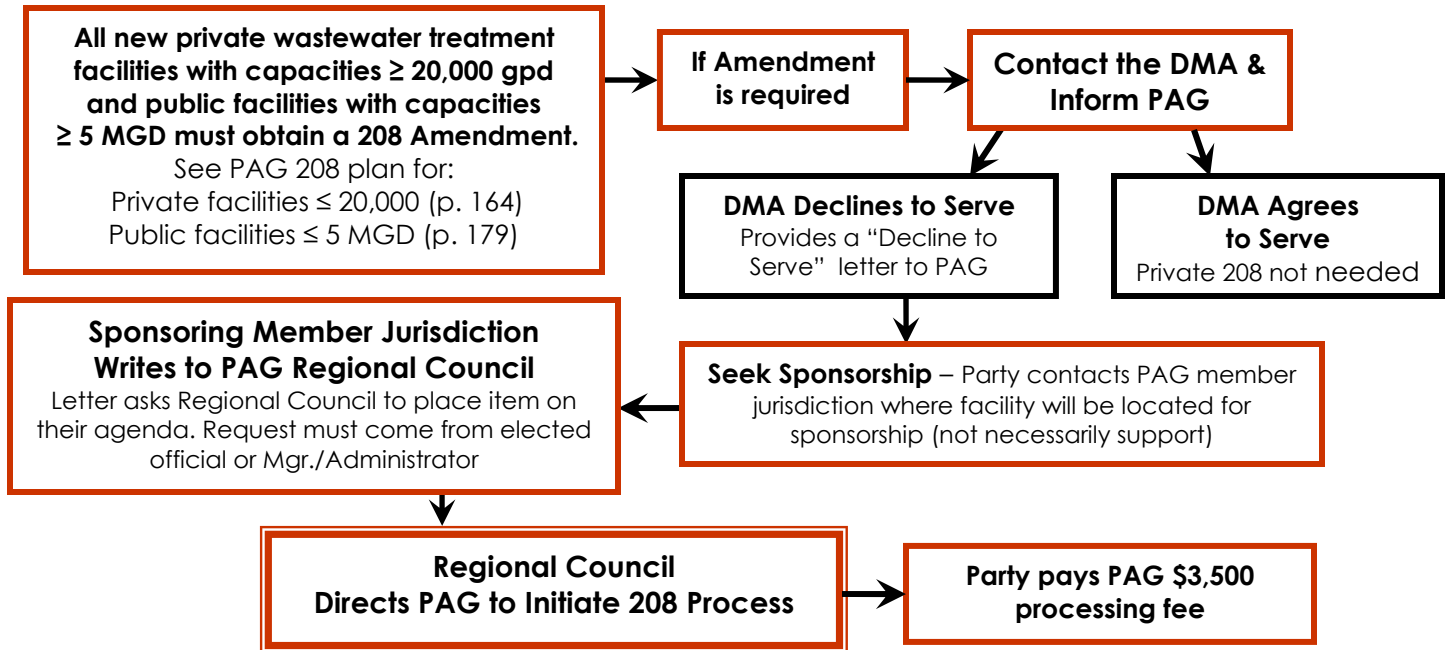 All new private wastewater treatment
facilities with capacities ≥ 20,000 gpd
and public facilities with capacities
≥ 5 MGD must obtain a 208 Amendment.
See PAG 208 plan for:
Private facilities ≤ 20,000 (p. 164)
Public facilities ≤ 5 MGD (p. 179)
If Amendment
is required
Contact the DMA &
Inform PAG
DMA Declines to Serve
Provides a “Decline to
Serve” letter to PAG
DMA Agrees
to Serve
Private 208 not needed
Seek Sponsorship – Party contacts PAG member
jurisdiction where facility will be located for
sponsorship (not necessarily support)
Sponsoring Member Jurisdiction
Writes to PAG Regional Council
Letter asks Regional Council to place item on
their agenda. Request must come from elected
official or Mgr./Administrator
Regional Council
Directs PAG to Initiate 208 Process
Party pays PAG $3,500
processing fee